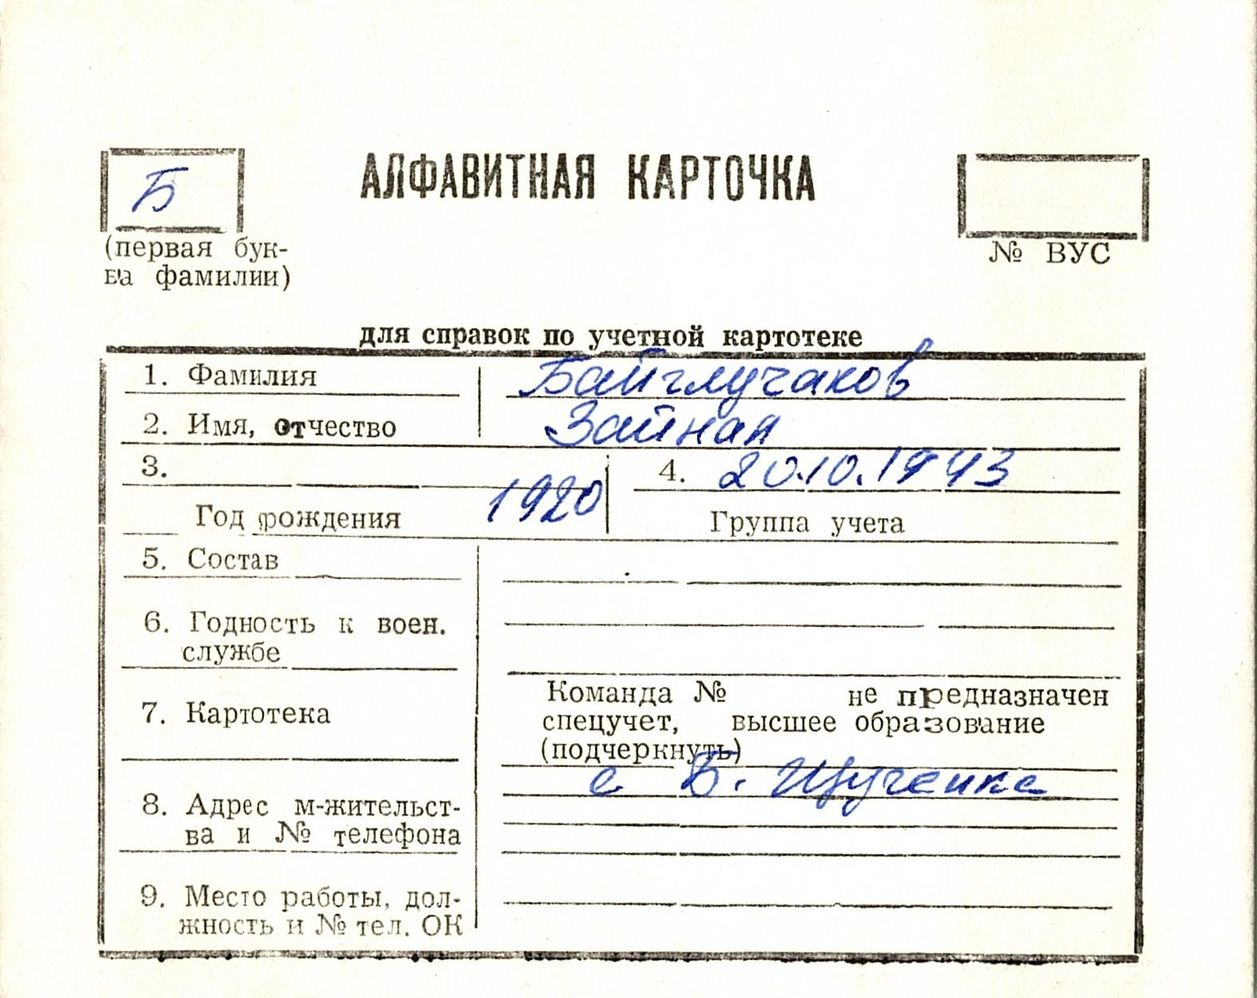 Б
АЛФАВИТНАЯ КАРТОЧКА
(первая бук-
ва фамилии)
№ ВУС
для справок по учетной картотеке
1. Фамилия Байглучаков
2. Имя, отчество Зайнап
3.
Год рождения 1920
4. 20.10.1943
Группа учета
5. Состав
6. Годность к воен.
службе
7. Картотека
Команда № не предназначен
спецучет, высшее образование
(подчеркнуть)
с Б. Щученка
8. Адрес м-жительст-
ва и № телефона
9. Место работы, дол-
жность и № тел. ОК